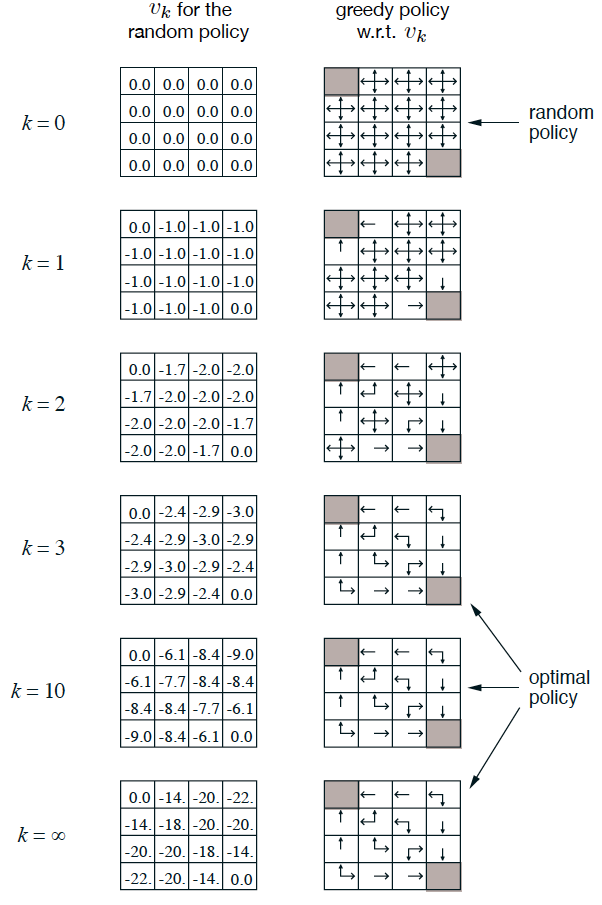 vk for the
random policy
greedy policy
w.r.t. vk
k = 0
0.0 0.0 0.0 0.0
0.0 0.0 0.0 0.0
0.0 0.0 0.0 0.0
0.0 0.0 0.0 0.0
random
policy
k = 1
0.0 -1.0 -1.0 -1.0
-1.0 -1.0 -1.0 -1.0
-1.0 -1.0 -1.0 -1.0
-1.0 -1.0 -1.0 0.0
k = 2
0.0 -1.7 -2.0 -2.0
-1.7 -2.0 -2.0 -2.0
-2.0 -2.0 -2.0 -1.7
-2.0 -2.0 -1.7 0.0
k = 3
0.0 -2.4 -2.9 -3.0
-2.4 -2.9 -3.0 -2.9
-2.9 -3.0 -2.9 -2.4
-3.0 -2.9 -2.4 0.0
k = 10
0.0 -6.1 -8.4 -9.0
-6.1 -7.7 -8.4 -8.4
-8.4 -8.4 -7.7 -6.1
-9.0 -8.4 -6.1 0.0
optimal
policy
k = ∞
0.0 -14. -20. -22.
-14. -18. -20. -20.
-20. -20. -18. -14.
-22. -20. -14. 0.0